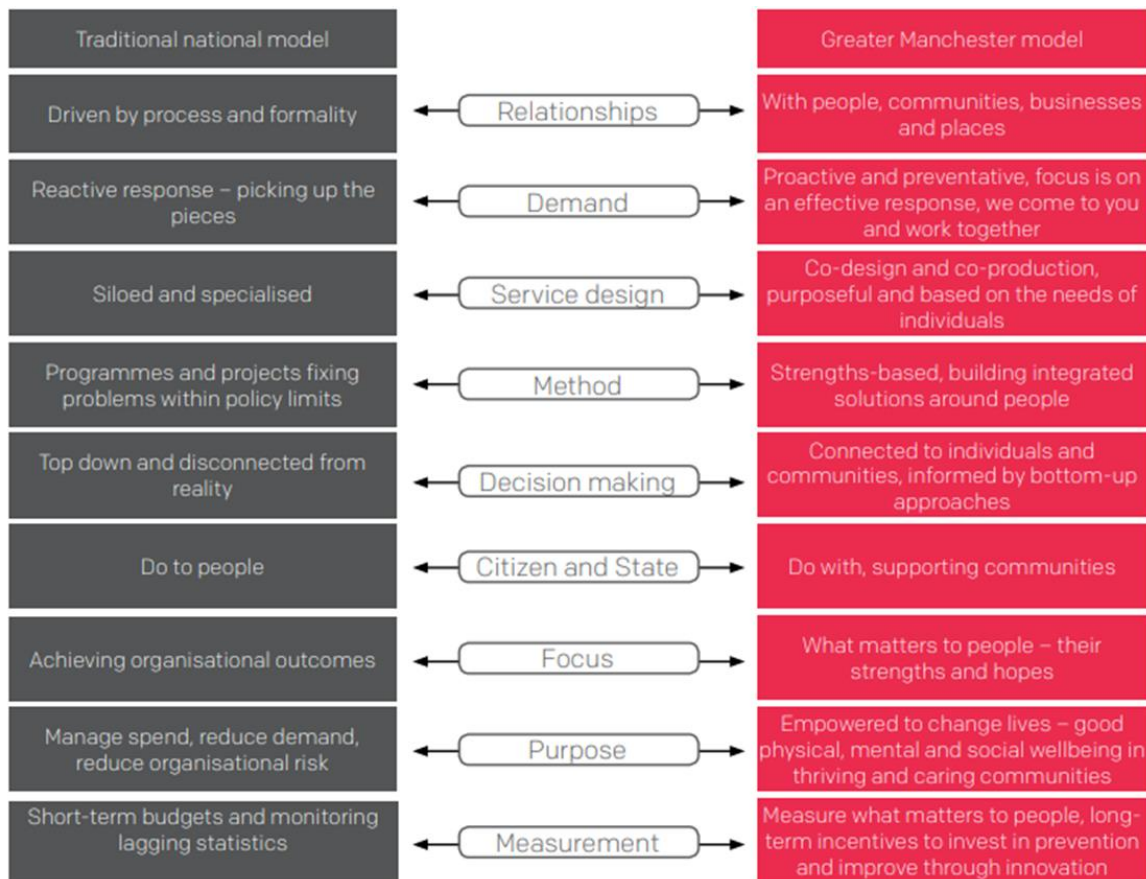 Traditional national model
Greater Manchester model
Driven by process and formality
Relationships
With people, communities, businesses
and places
Reactive response – picking up the
pieces
Demand
Proactive and preventative, focus is on
an effective response, we come to you
and work together
Siloed and specialised
Service design
Co-design and co-production,
purposeful and based on the needs of
individuals
Programmes and projects fixing
problems within policy limits
Method
Strengths-based, building integrated
solutions around people
Top down and disconnected from
reality
Decision making
Connected to individuals and
communities, informed by bottom-up
approaches
Do to people
Citizen and State
Do with, supporting communities
Achieving organisational outcomes
Focus
What matters to people – their
strengths and hopes
Manage spend, reduce demand,
reduce organisational risk
Purpose
Empowered to change lives – good
physical, mental and social wellbeing in
thriving and caring communities
Short-term budgets and monitoring
lagging statistics
Measurement
Measure what matters to people, long-
term incentives to invest in prevention
and improve through innovation